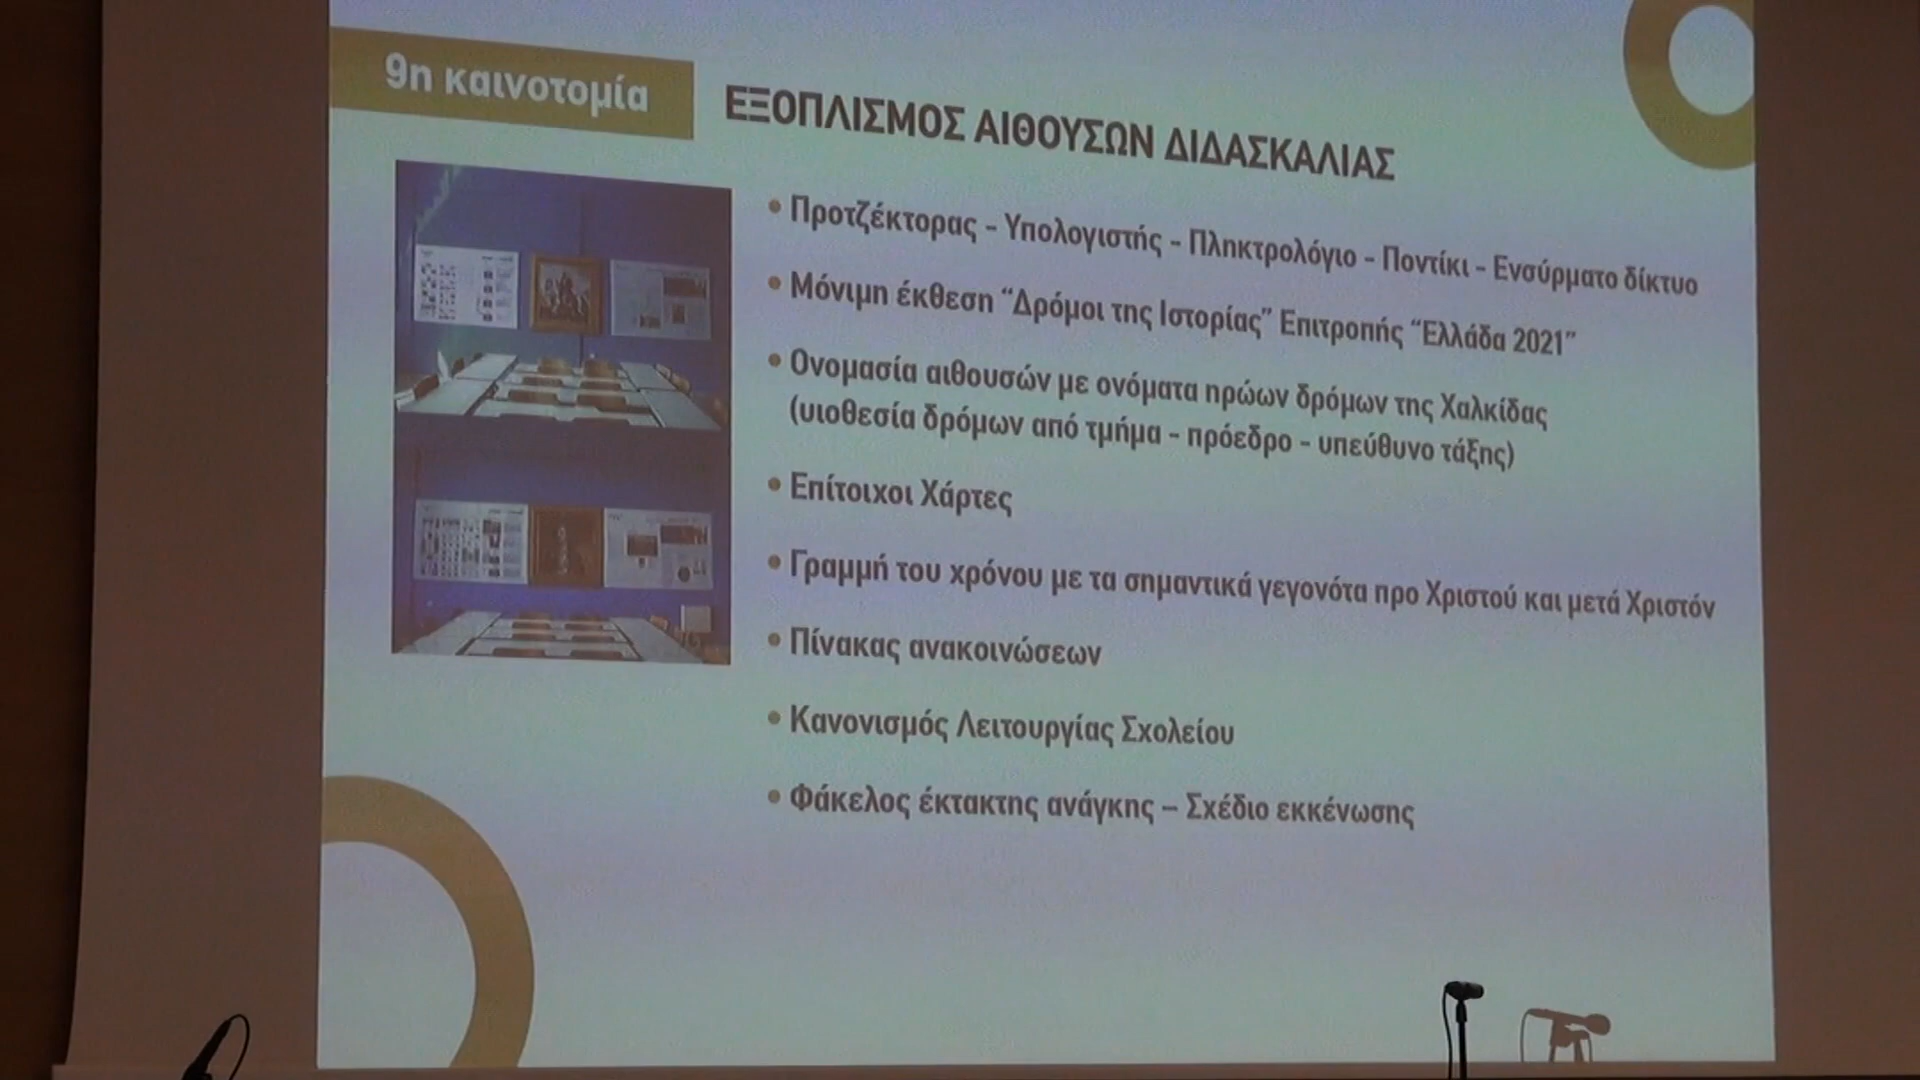 9η καινοτομία
ΕΞΟΠΛΙΣΜΟΣ ΑΙΘΟΥΣΩΝ ΔΙΔΑΣΚΑΛΙΑΣ
• Προτζέκτορας - Υπολογιστής - Πληκτρολόγιο - Ποντίκι - Ενσύρματο δίκτυο
• Μόνιμη έκθεση “Δρόμοι της Ιστορίας” Επιτροπής “Ελλάδα 2021”
• Ονομασία αιθουσών με ονόματα ηρώων δρόμων της Χαλκίδας
(υιοθεσία δρόμων από τμήμα - πρόεδρο - υπεύθυνο τάξης)
• Επίτοιχοι Χάρτες
• Γραμμή του χρόνου με τα σημαντικά γεγονότα προ Χριστού και μετά Χριστόν
• Πίνακας ανακοινώσεων
• Κανονισμός Λειτουργίας Σχολείου
• Φάκελος έκτακτης ανάγκης – Σχέδιο εκκένωσης